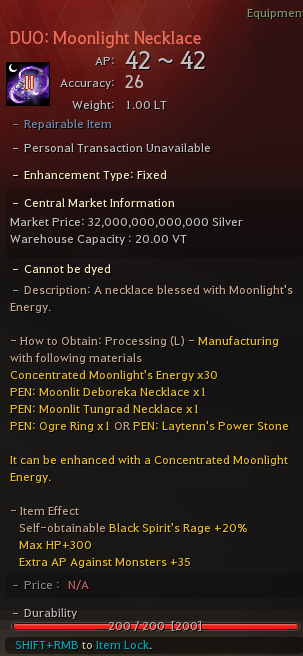 Equipment
DUO: Moonlight Necklace
AP: 42 ~ 42
Accuracy: 26
Weight: 1.00 LT
- Repairable Item
- Personal Transaction Unavailable
- Enhancement Type: Fixed
- Central Market Information
Market Price: 32,000,000,000,000 Silver
Warehouse Capacity : 20.00 VT
- Cannot be dyed
- Description: A necklace blessed with Moonlight's
Energy.
- How to Obtain: Processing (L) - Manufacturing
with following materials
Concentrated Moonlight's Energy x30
PEN: Moonlit Deboreka Necklace x1
PEN: Moonlit Tungrad Necklace x1
PEN: Ogre Ring x1 OR PEN: Laytenn's Power Stone
It can be enhanced with a Concentrated Moonlight
Energy.
- Item Effect
Self-obtainable Black Spirit's Rage +20%
Max HP+300
Extra AP Against Monsters +35
- Price : N/A
- Durability
200 / 200 [200]
SHIFT+RMB to Item Lock.